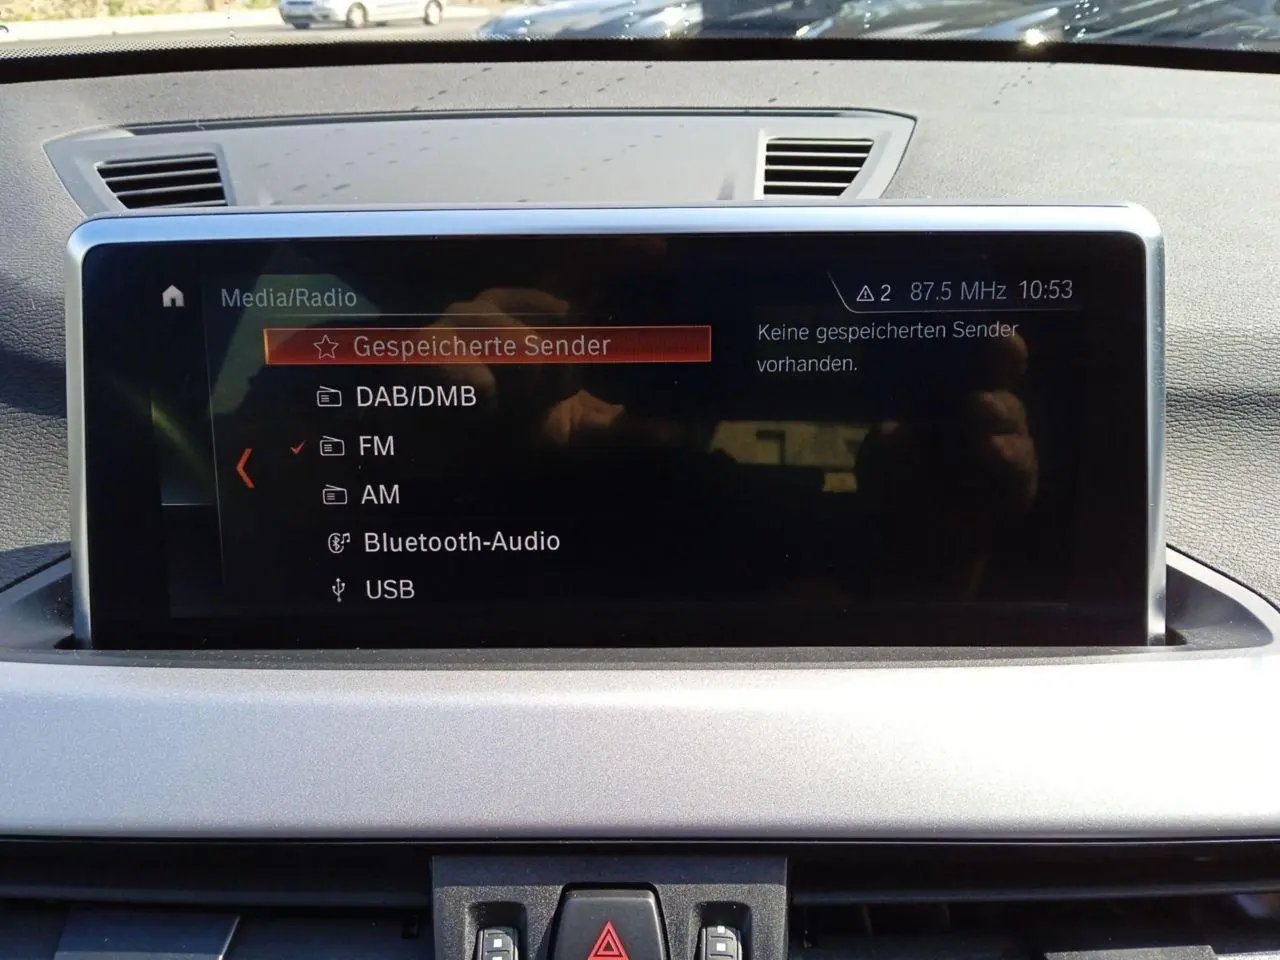 Media/Radio
2 87.5 MHz 10:53
Gespeicherte Sender
Keine gespeicherten Sender
vorhanden.
DAB/DMB
FM
AM
Bluetooth-Audio
USB